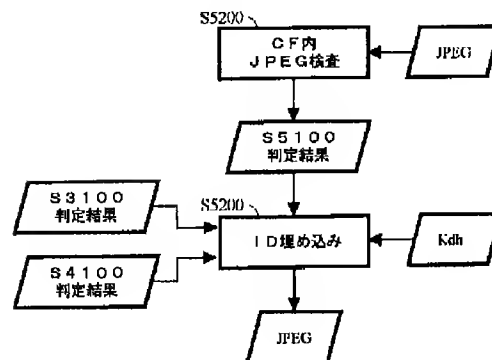 S5200
CF内
JPEG検査
JPEG
S5100
判定結果
S3100
判定結果
S5200
ID埋め込み
Kdh
S4100
判定結果
JPEG